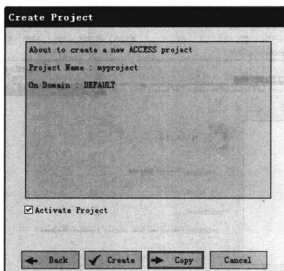 Create Project
About to create a new ACCESS project
Project Name : myproject
On Domain : DEFAULT
Activate Project
Back
Create
Copy
Cancel